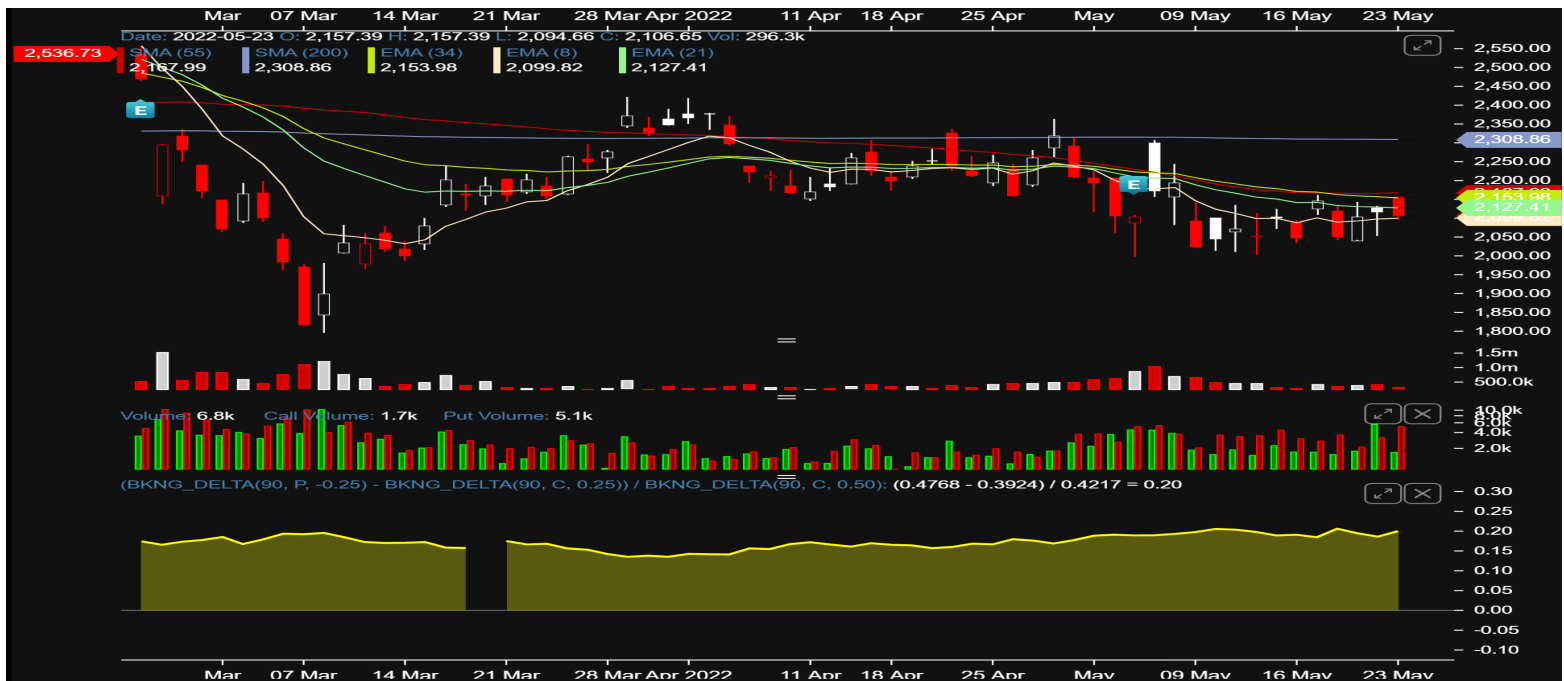 Mar 07 Mar 14 Mar 21 Mar 28 Mar Apr 2022 11 Apr 18 Apr 25 Apr May 09 May 16 May 23 May
Date: 2022-05-23 O: 2,157.39 H: 2,157.39 L: 2,094.66 C: 2,106.65 Vol: 296.3k
2,536.73
SMA (55) SMA (200) EMA (34) EMA (8) EMA (21)
2,167.99 2,308.86 2,153.98 2,099.82 2,127.41
E
E
2,550.00
2,500.00
2,450.00
2,400.00
2,350.00
2,308.86
2,250.00
2,200.00
2,153.98
2,127.41
2,050.00
2,000.00
1,950.00
1,900.00
1,850.00
1,800.00
1.5m
1.0m
500.0k
Volume: 6.8k Call Volume: 1.7k Put Volume: 5.1k
10.0k
8.0k
6.0k
4.0k
2.0k
(BKNG_DELTA(90, P, -0.25) - BKNG_DELTA(90, C, 0.25)) / BKNG_DELTA(90, C, 0.50): (0.4768 - 0.3924) / 0.4217 = 0.20
0.30
0.25
0.20
0.15
0.10
0.05
0.00
-0.05
-0.10
Mar 07 Mar 14 Mar 21 Mar 28 Mar Apr 2022 11 Apr 18 Apr 25 Apr May 09 May 16 May 23 May